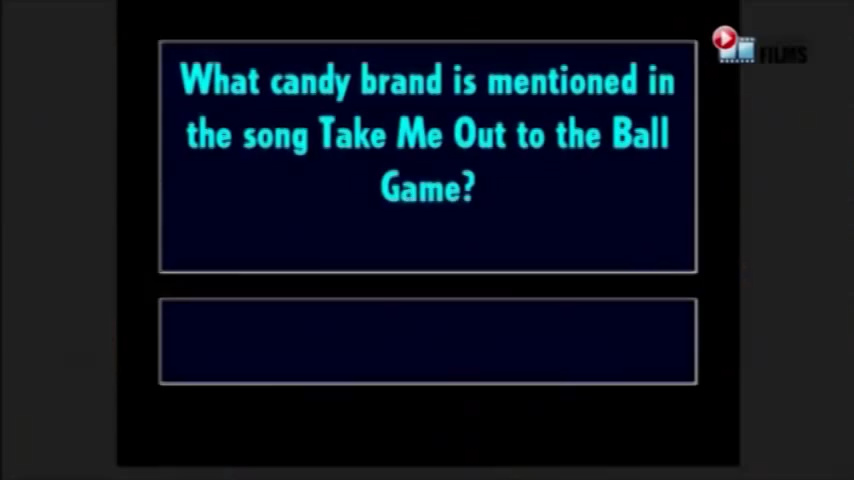 FILMS
What candy brand is mentioned in
the song Take Me Out to the Ball
Game?